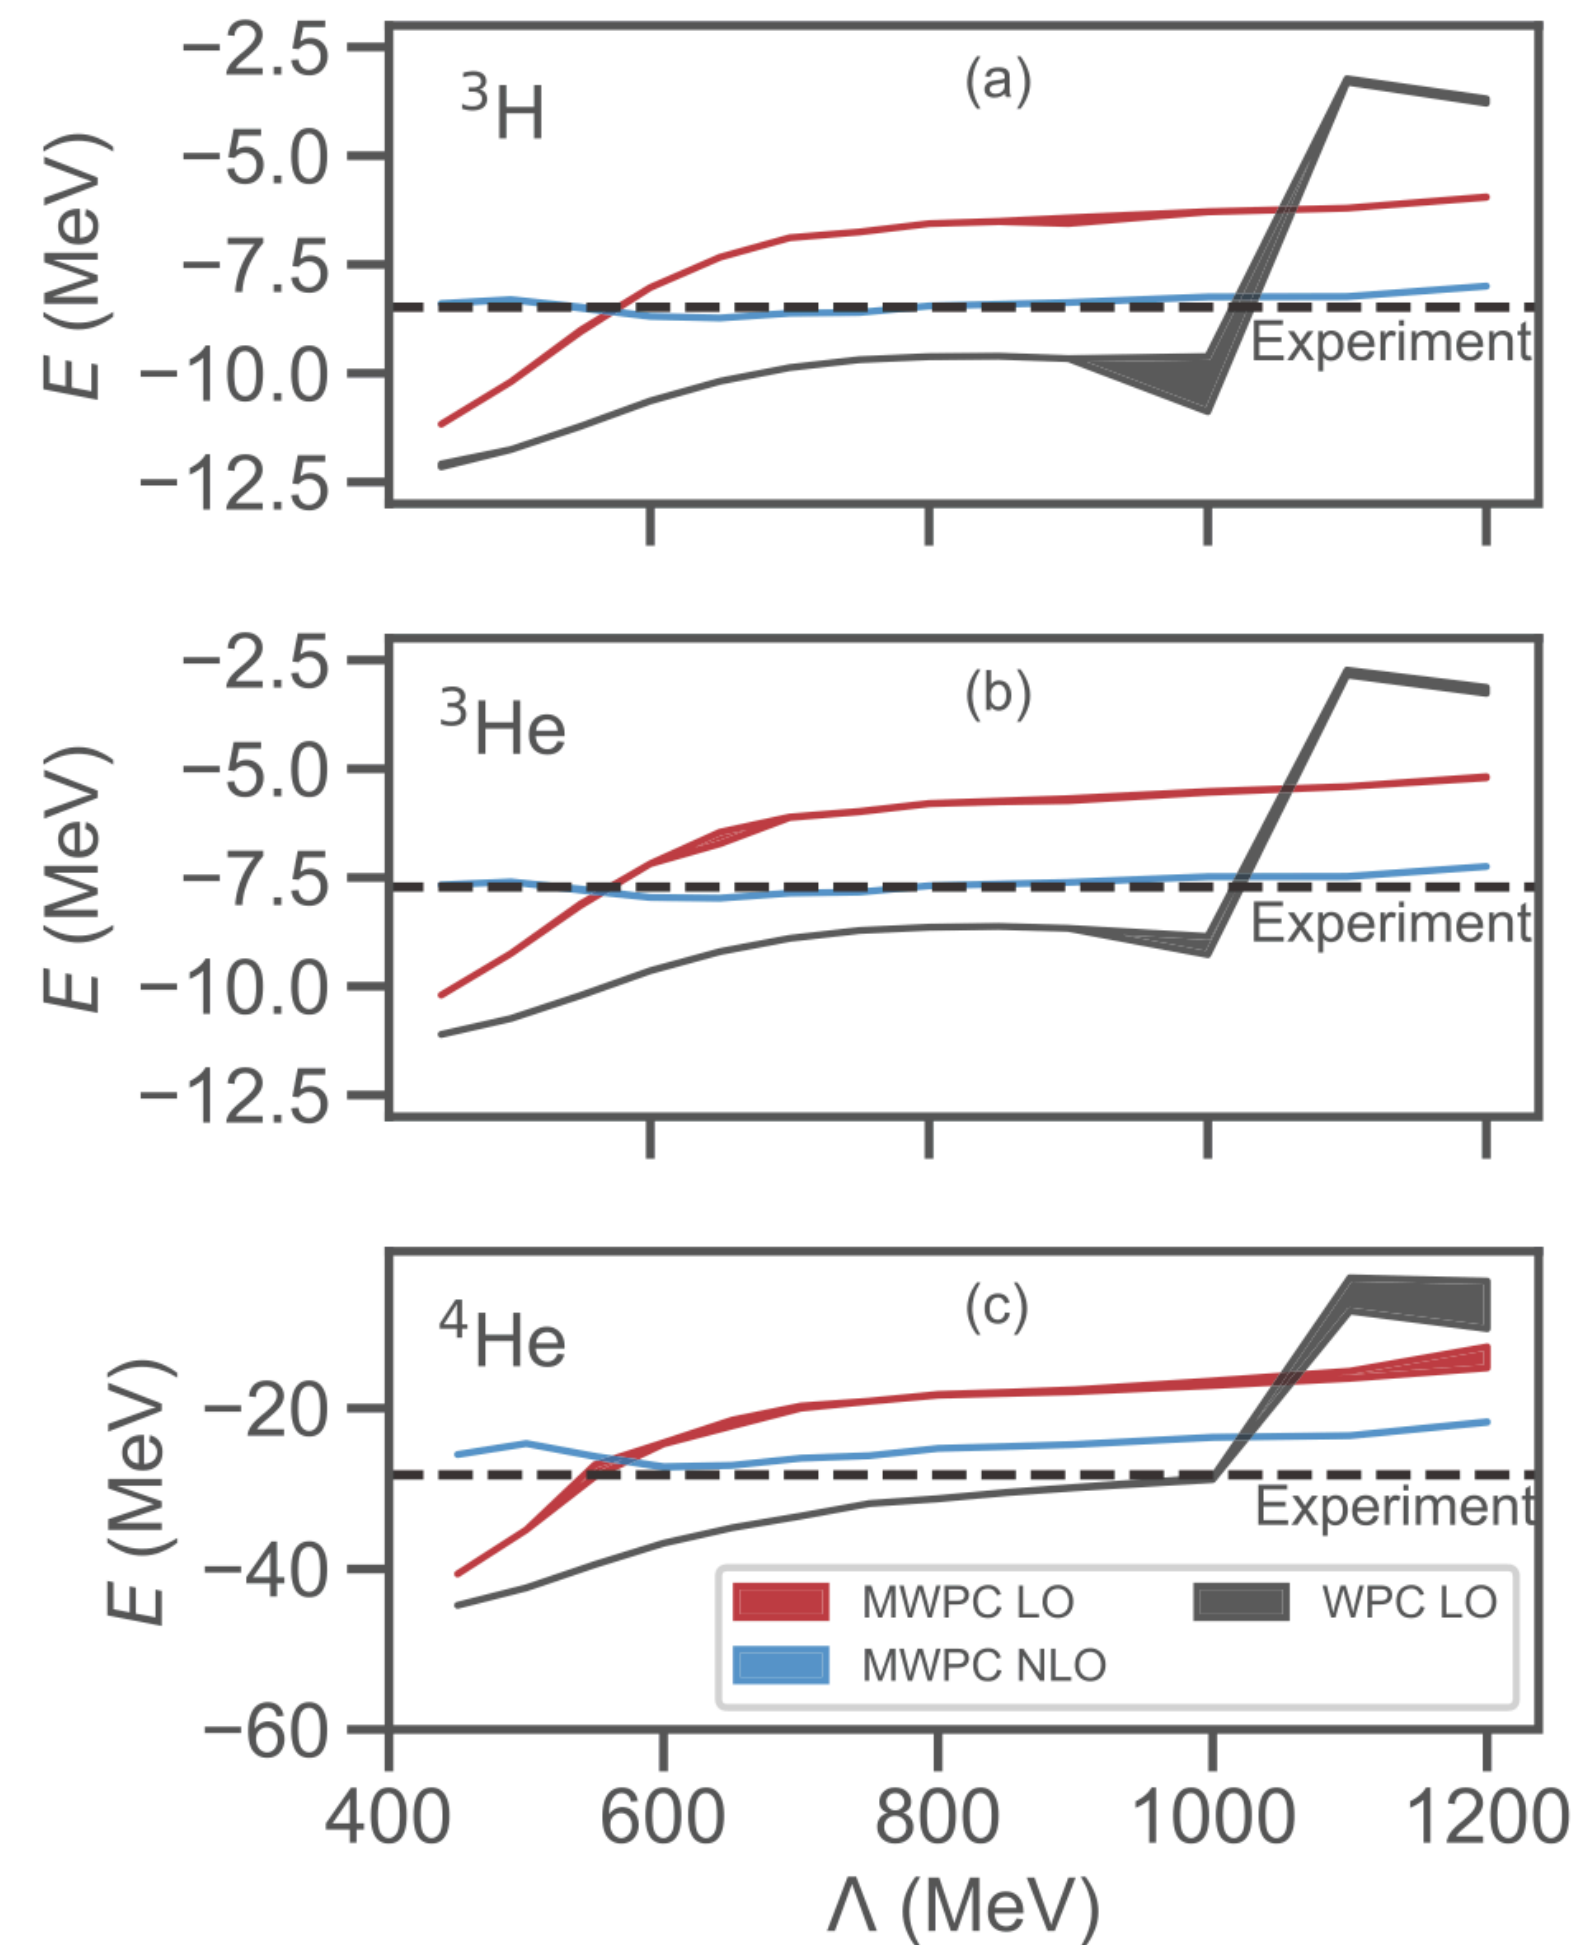 −2.5
³H
(a)
−5.0
−7.5
−10.0
−12.5
E (MeV)
Experiment
−2.5
³He
(b)
−5.0
−7.5
−10.0
−12.5
E (MeV)
Experiment
⁴He
(c)
−20
−40
−60
E (MeV)
Experiment
MWPC LO
WPC LO
MWPC NLO
400 600 800 1000 1200
Λ (MeV)